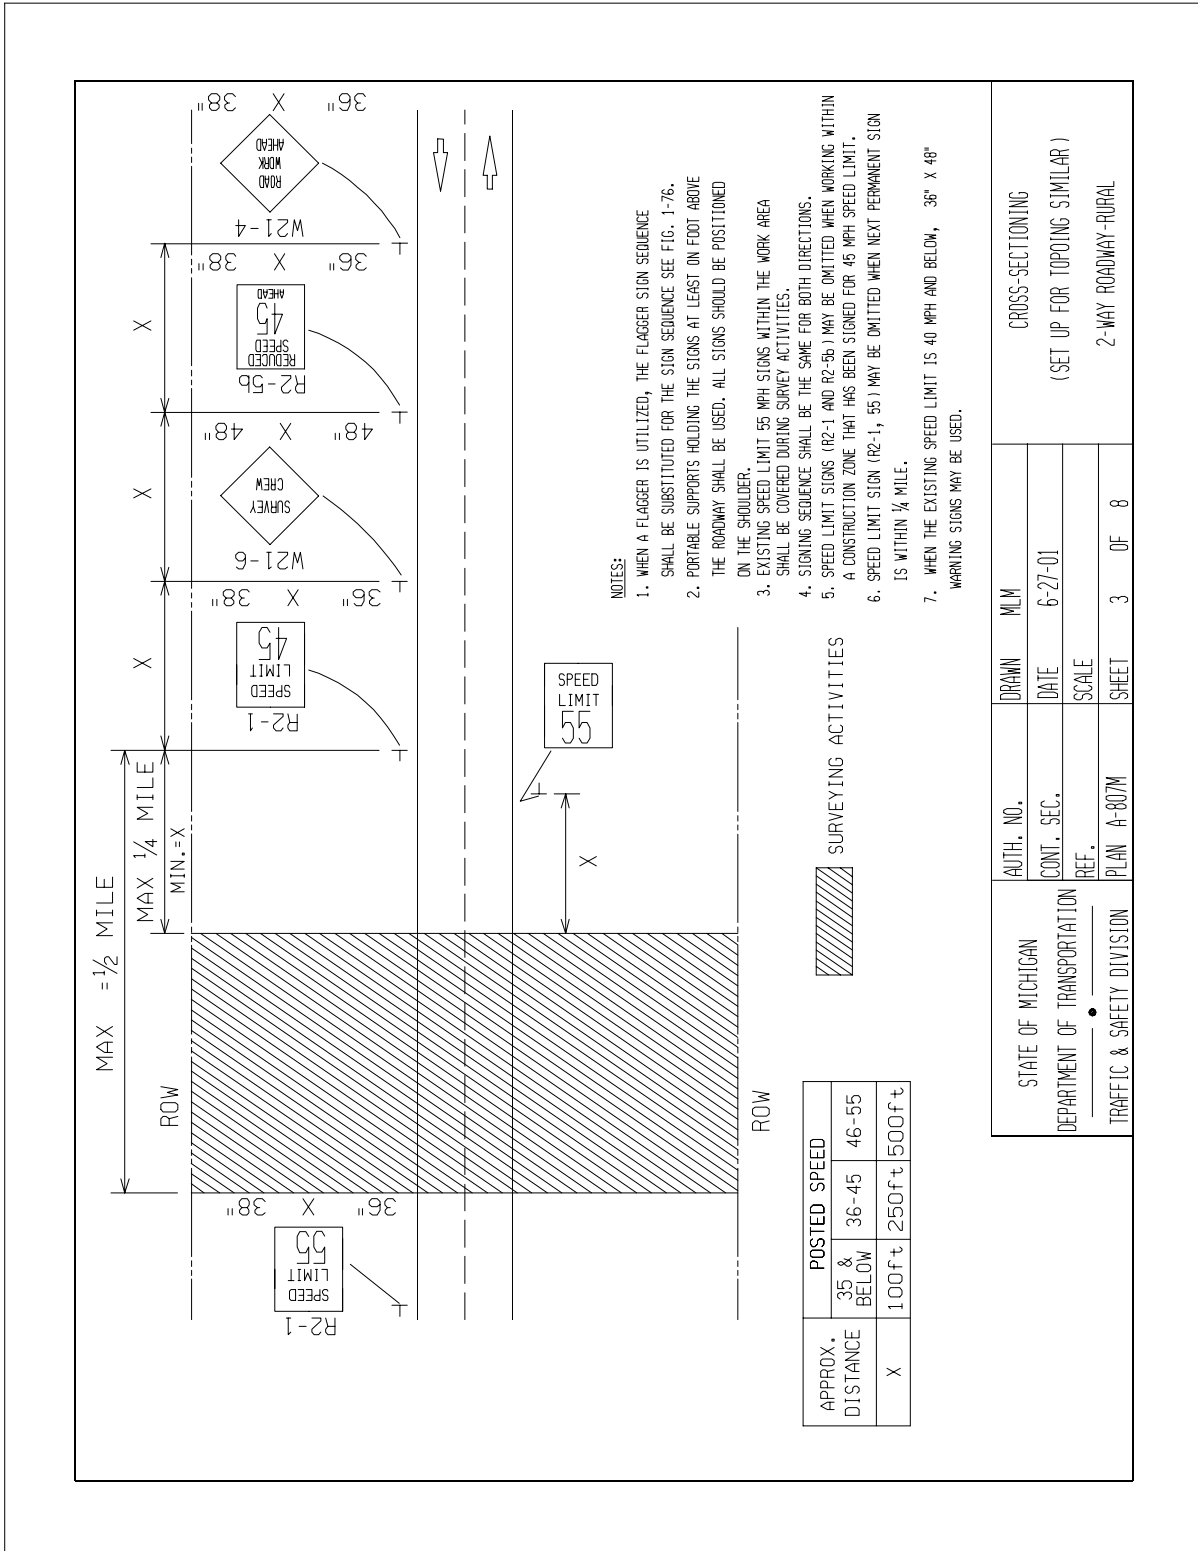 MAX =1/2 MILE
MAX 1/4 MILE
MIN.=X
X
X
X
ROW
R2-1
SPEED
LIMIT
55
36" X 38"
R2-1
SPEED
LIMIT
45
36" X 38"
W21-6
SURVEY
CREW
48" X 48"
R2-5b
REDUCED
SPEED
45
AHEAD
36" X 38"
W21-4
ROAD
WORK
AHEAD
36" X 38"
SPEED
LIMIT
55
X
ROW
SURVEYING ACTIVITIES
NOTES:
1. WHEN A FLAGGER IS UTILIZED, THE FLAGGER SIGN SEQUENCE
SHALL BE SUBSTITUTED FOR THE SIGN SEQUENCE SEE FIG. 1-76.
2. PORTABLE SUPPORTS HOLDING THE SIGNS AT LEAST ON FOOT ABOVE
THE ROADWAY SHALL BE USED. ALL SIGNS SHOULD BE POSITIONED
ON THE SHOULDER.
3. EXISTING SPEED LIMIT 55 MPH SIGNS WITHIN THE WORK AREA
SHALL BE COVERED DURING SURVEY ACTIVITIES.
4. SIGNING SEQUENCE SHALL BE THE SAME FOR BOTH DIRECTIONS.
5. SPEED LIMIT SIGNS (R2-1 AND R2-5b) MAY BE OMITTED WHEN WORKING WITHIN
A CONSTRUCTION ZONE THAT HAS BEEN SIGNED FOR 45 MPH SPEED LIMIT.
6. SPEED LIMIT SIGN (R2-1, 55) MAY BE OMITTED WHEN NEXT PERMANENT SIGN
IS WITHIN 1/4 MILE.
7. WHEN THE EXISTING SPEED LIMIT IS 40 MPH AND BELOW, 36" X 48"
WARNING SIGNS MAY BE USED.
APPROX.
DISTANCE
POSTED SPEED
35 &
BELOW
36-45
46-55
X 100ft 250ft 500ft
STATE OF MICHIGAN
DEPARTMENT OF TRANSPORTATION
TRAFFIC & SAFETY DIVISION
AUTH. NO.
CONT. SEC.
REF.
PLAN A-807M
DRAWN MLM
DATE 6-27-01
SCALE
SHEET 3 OF 8
CROSS-SECTIONING
(SET UP FOR TOPOING SIMILAR )
2-WAY ROADWAY-RURAL